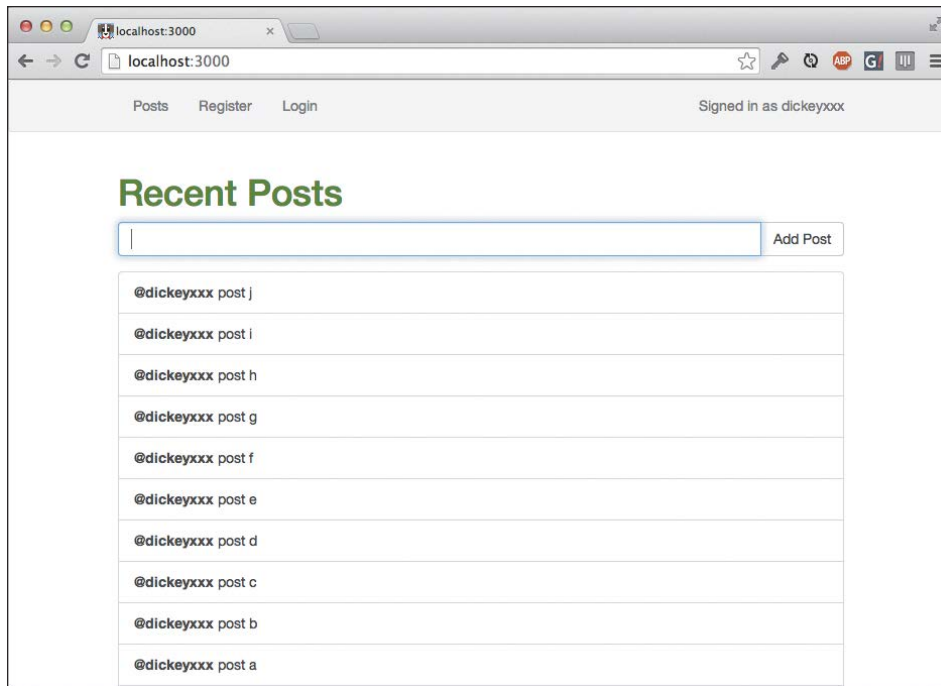 localhost:3000
localhost:3000
ABP
G
Posts Register Login Signed in as dickeyxxx
Recent Posts
Add Post
@dickeyxxx post j
@dickeyxxx post i
@dickeyxxx post h
@dickeyxxx post g
@dickeyxxx post f
@dickeyxxx post e
@dickeyxxx post d
@dickeyxxx post c
@dickeyxxx post b
@dickeyxxx post a